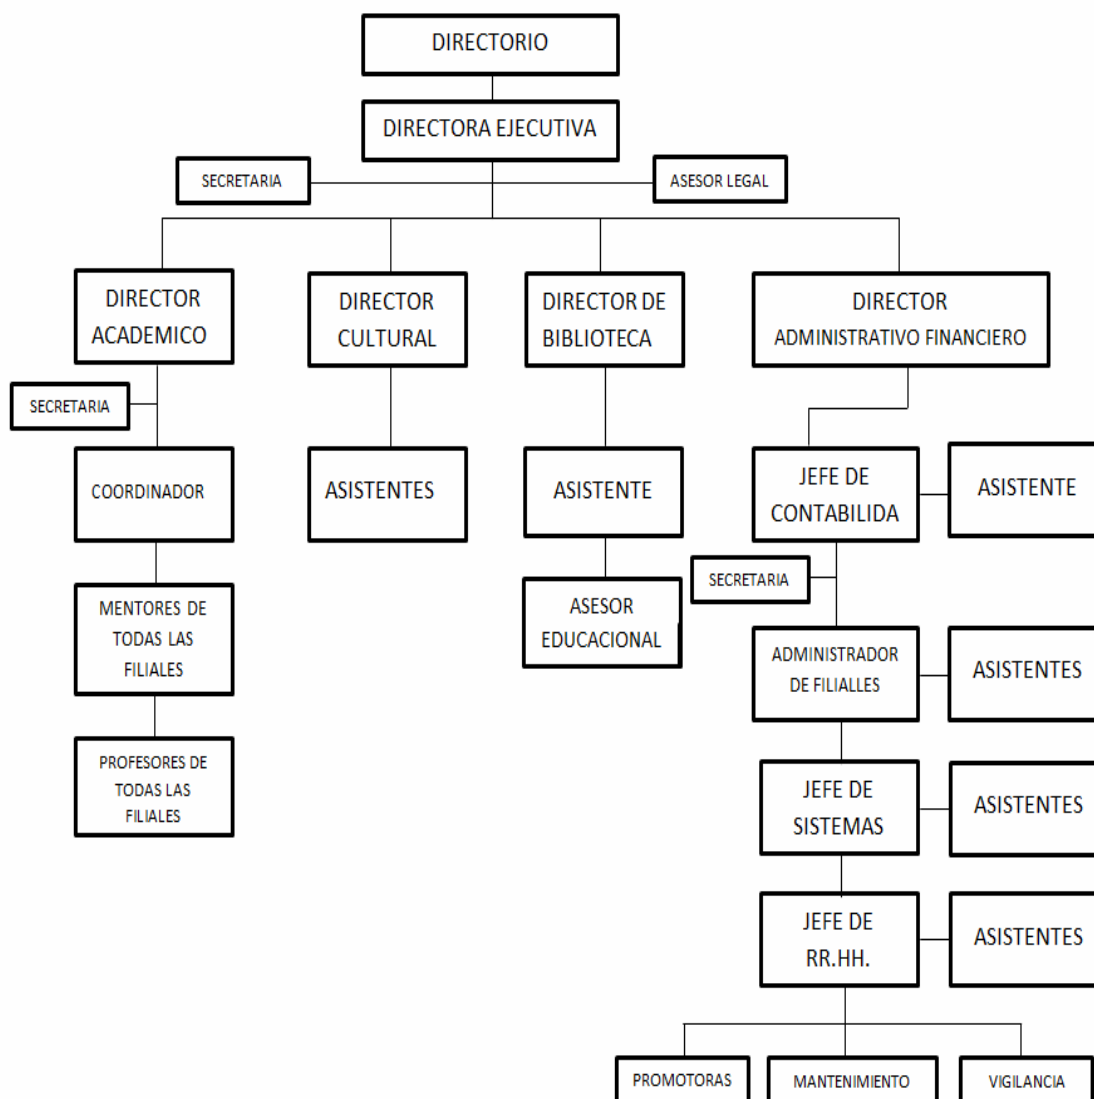 DIRECTORIO
DIRECTORA EJECUTIVA
SECRETARIA
ASESOR LEGAL
DIRECTOR
ACADEMICO
DIRECTOR
CULTURAL
DIRECTOR DE
BIBLIOTECA
DIRECTOR
ADMINISTRATIVO FINANCIERO
SECRETARIA
COORDINADOR
ASISTENTES
ASISTENTE
JEFE DE
CONTABILIDA
ASISTENTE
SECRETARIA
MENTORES DE
TODAS LAS
FILIALES
ASESOR
EDUCACIONAL
ADMINISTRADOR
DE FILIALLES
ASISTENTES
PROFESORES DE
TODAS LAS
FILIALES
JEFE DE
SISTEMAS
ASISTENTES
JEFE DE
RR.HH.
ASISTENTES
PROMOTORAS
MANTENIMIENTO
VIGILANCIA